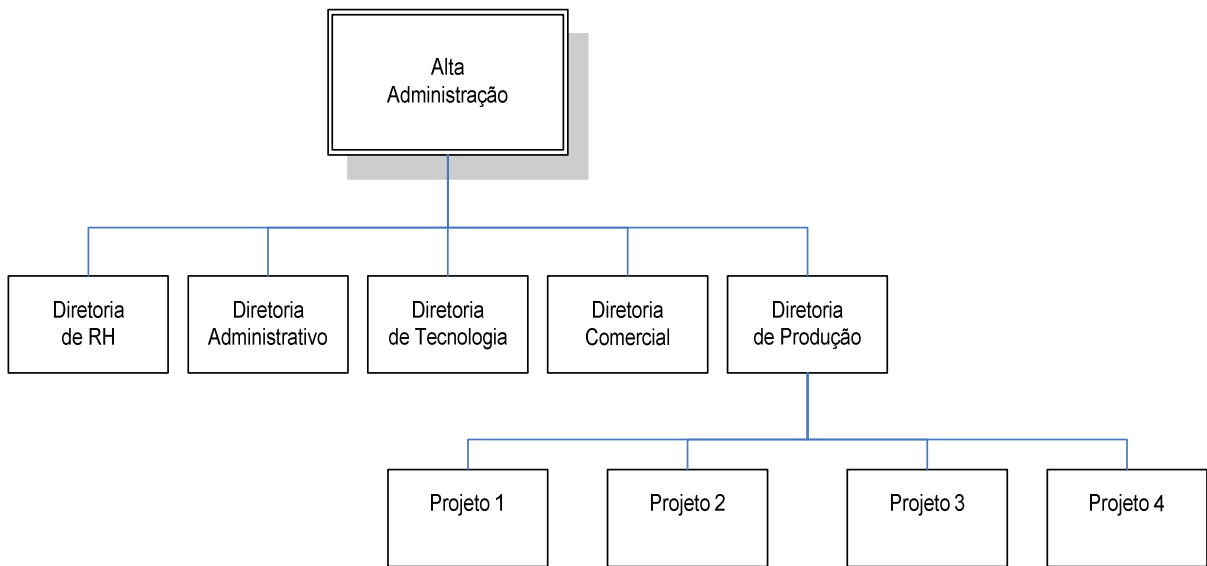 Alta
Administração
Diretoria
de RH
Diretoria
Administrativo
Diretoria
de Tecnologia
Diretoria
Comercial
Diretoria
de Produção
Projeto 1
Projeto 2
Projeto 3
Projeto 4